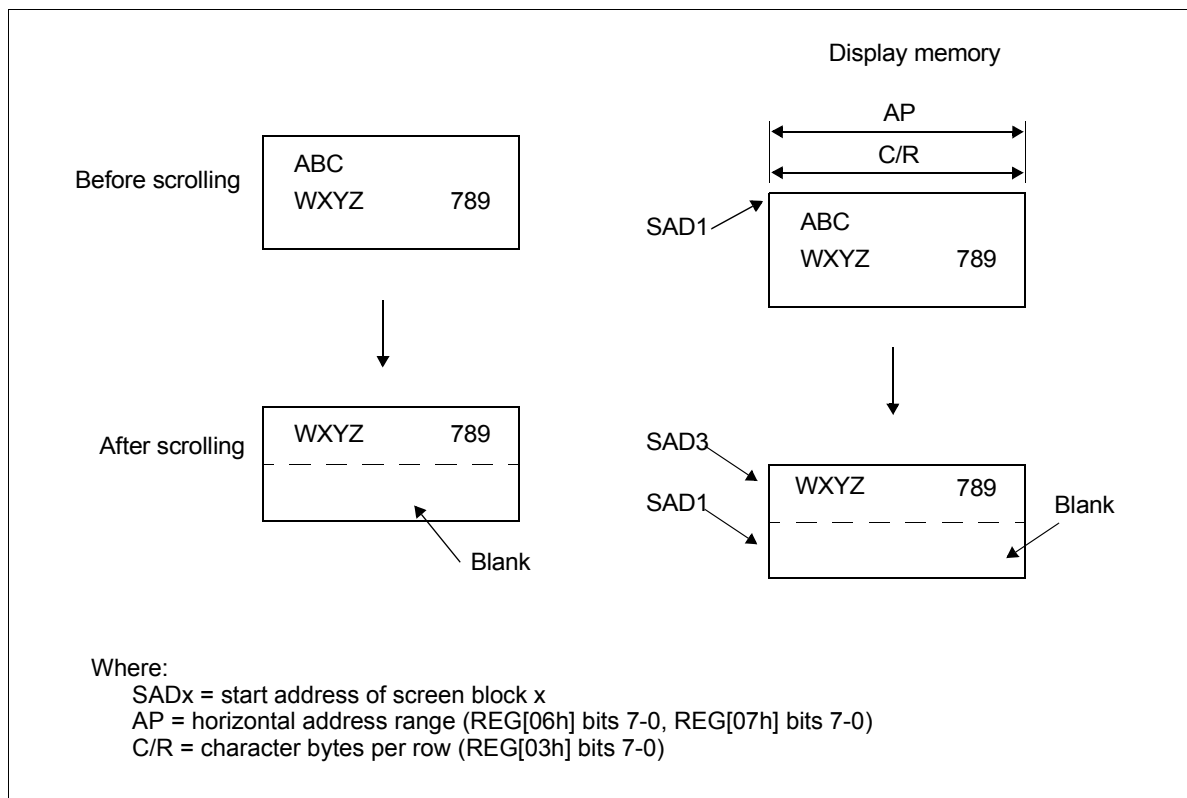 Display memory
AP
C/R
Before scrolling
ABC
WXYZ 789
SAD1
ABC
WXYZ 789
After scrolling
WXYZ 789
Blank
SAD3
SAD1
WXYZ 789
Blank
Where:
SADx = start address of screen block x
AP = horizontal address range (REG[06h] bits 7-0, REG[07h] bits 7-0)
C/R = character bytes per row (REG[03h] bits 7-0)